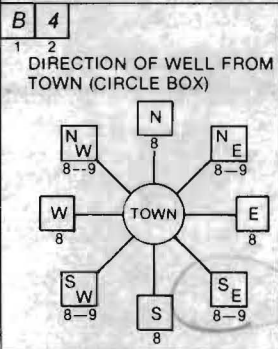 B 4
1 2
DIRECTION OF WELL FROM
TOWN (CIRCLE BOX)
N
8
N W
8--9
N E
8--9
W
8
TOWN
E
8
S W
8--9
S E
8--9
S
8